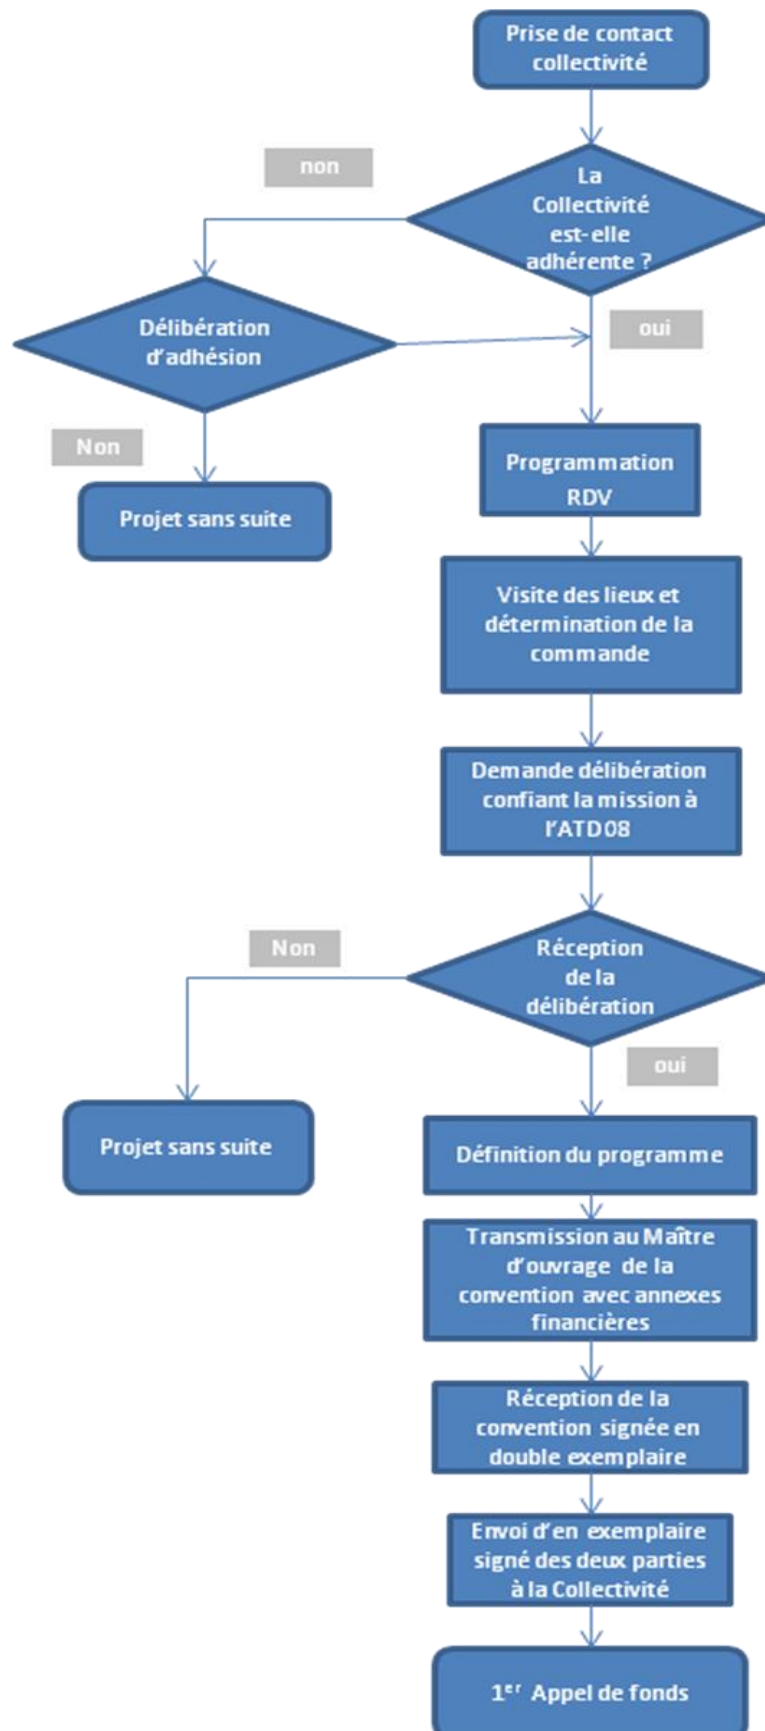 Prise de contact
collectivité
non
La
Collectivité
est-elle
adhérente ?
Délibération
d'adhésion
oui
Non
Projet sans suite
Programmation
RDV
Visite des lieux et
détermination de la
commande
Demande délibération
confiant la mission à
l'ATD08
Non
Réception
de la
délibération
oui
Projet sans suite
Définition du programme
Transmission au Maître
d'ouvrage de la
convention avec annexes
financières
Réception de la
convention signée en
double exemplaire
Envoi d'en exemplaire
signé des deux parties
à la Collectivité
1er Appel de fonds